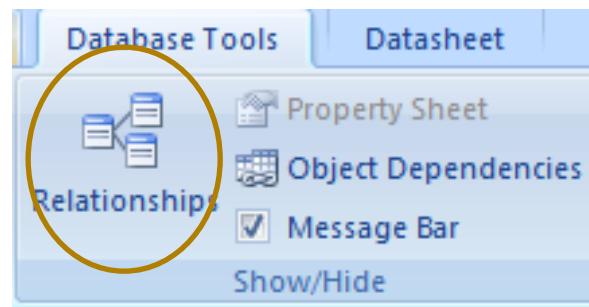 Database Tools Datasheet
Property Sheet
Object Dependencies
Relationships
Message Bar
Show/Hide